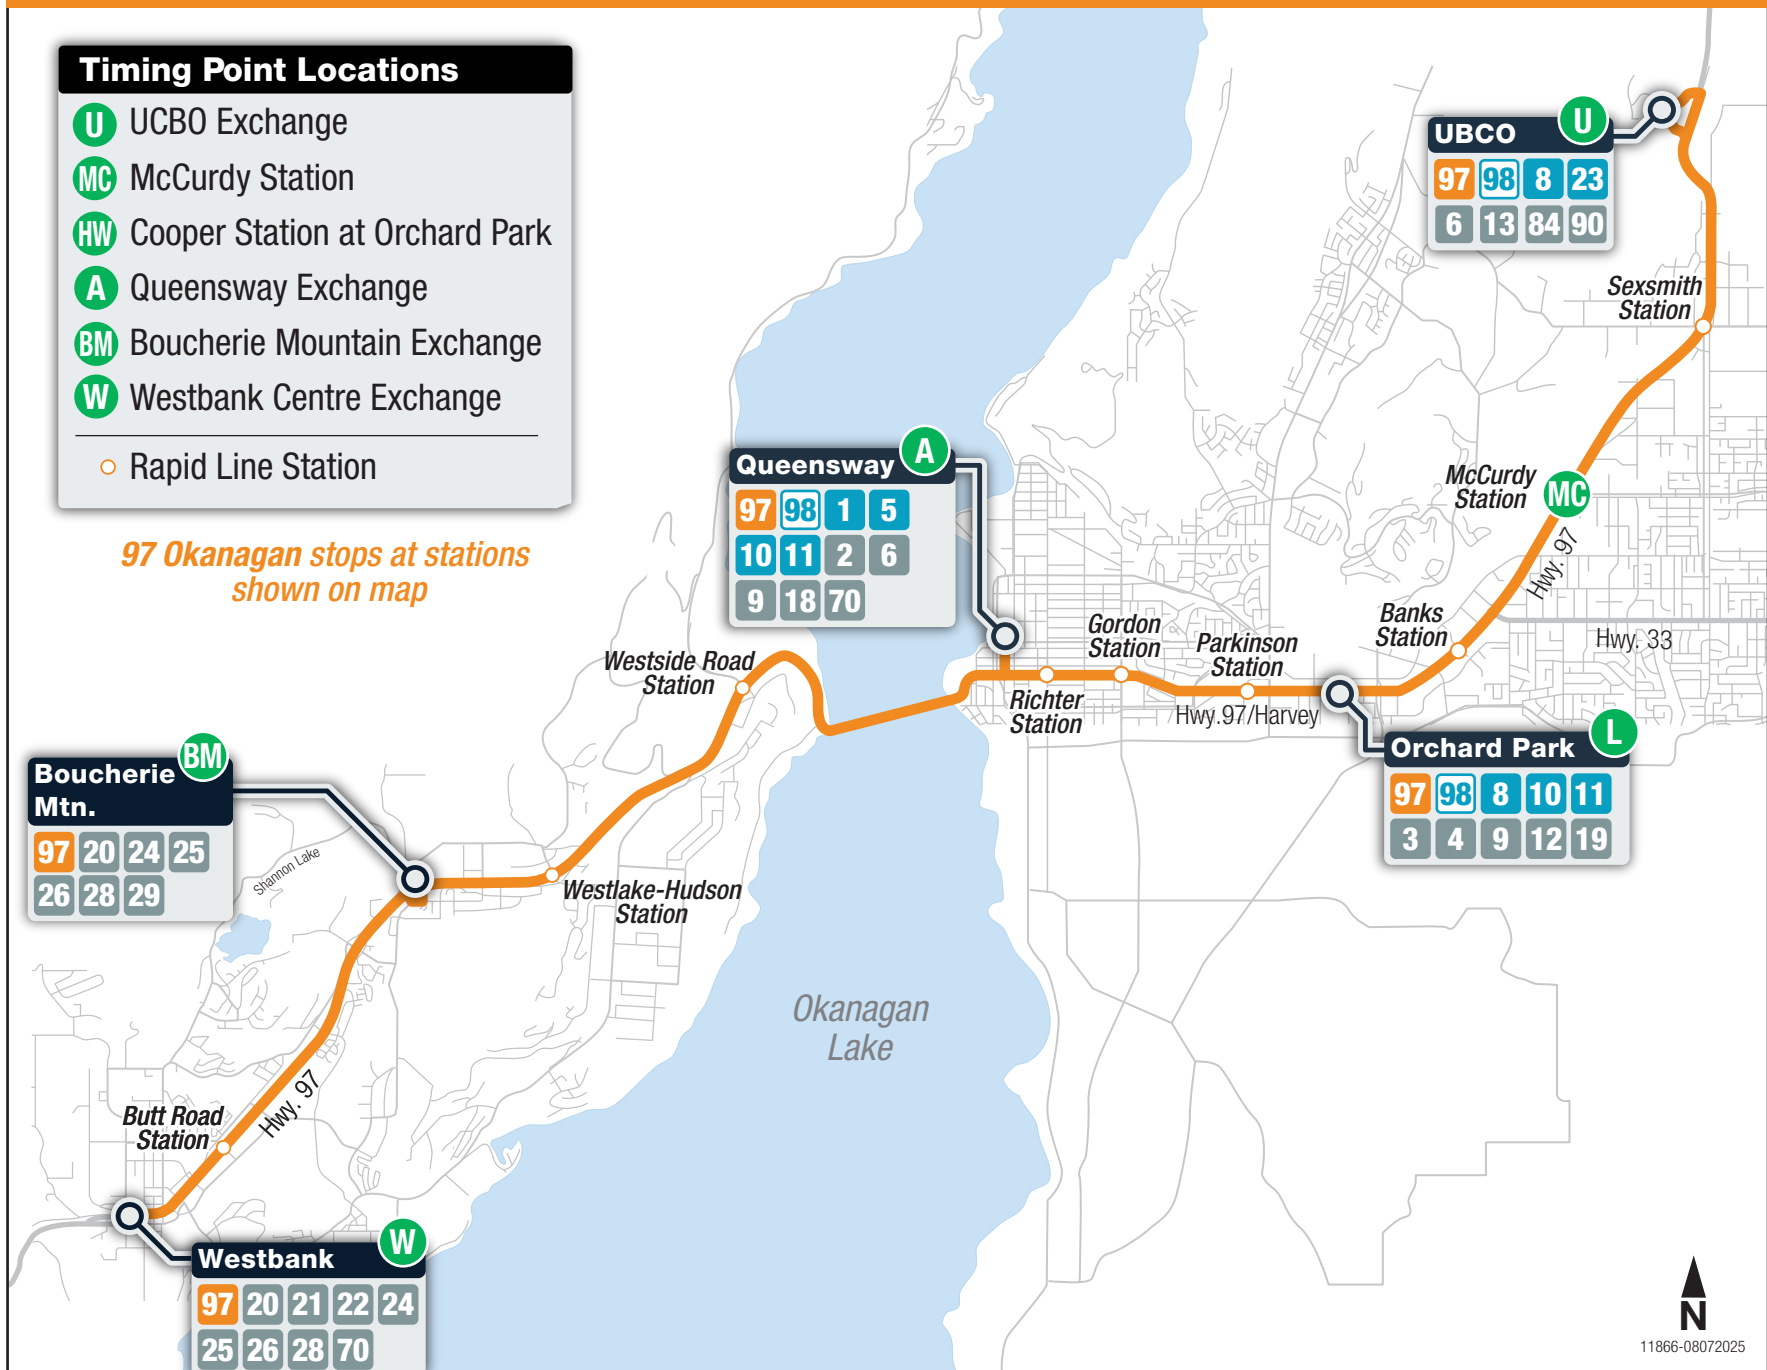 Timing Point Locations
U UCBO Exchange
MC McCurdy Station
HW Cooper Station at Orchard Park
A Queensway Exchange
BM Boucherie Mountain Exchange
W Westbank Centre Exchange
Rapid Line Station
97 Okanagan stops at stations
shown on map
UBCO U
97 98 8 23
6 13 84 90
Sexsmith
Station
McCurdy
Station MC
Hwy. 97
Banks
Station
Hwy. 33
Queensway A
97 98 1 5
10 11 2 6
9 18 70
Gordon
Station
Parkinson
Station
Richter
Station
Hwy.97/Harvey
Orchard Park L
97 98 8 10 11
3 4 9 12 19
Westside Road
Station
Boucherie
Mtn. BM
97 20 24 25
26 28 29
Shannon Lake
Westlake-Hudson
Station
Okanagan
Lake
Hwy. 97
Butt Road
Station
Westbank W
97 20 21 22 24
25 26 28 70
N
11866-08072025